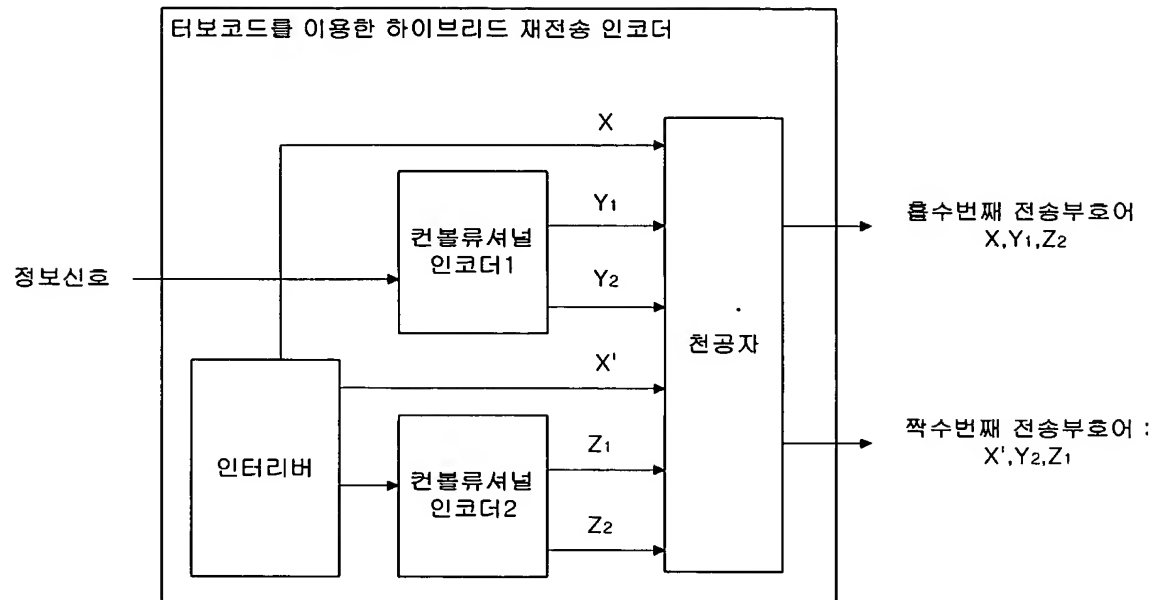 터보코드를 이용한 하이브리드 재전송 인코더
X
Y1
컨볼류셔널
인코더1
Y2
정보신호
홀수번째 전송부호어
X,Y1,Z2
천공자
X'
인터리버
Z1
컨볼류셔널
인코더2
Z2
짝수번째 전송부호어 :
X',Y2,Z1